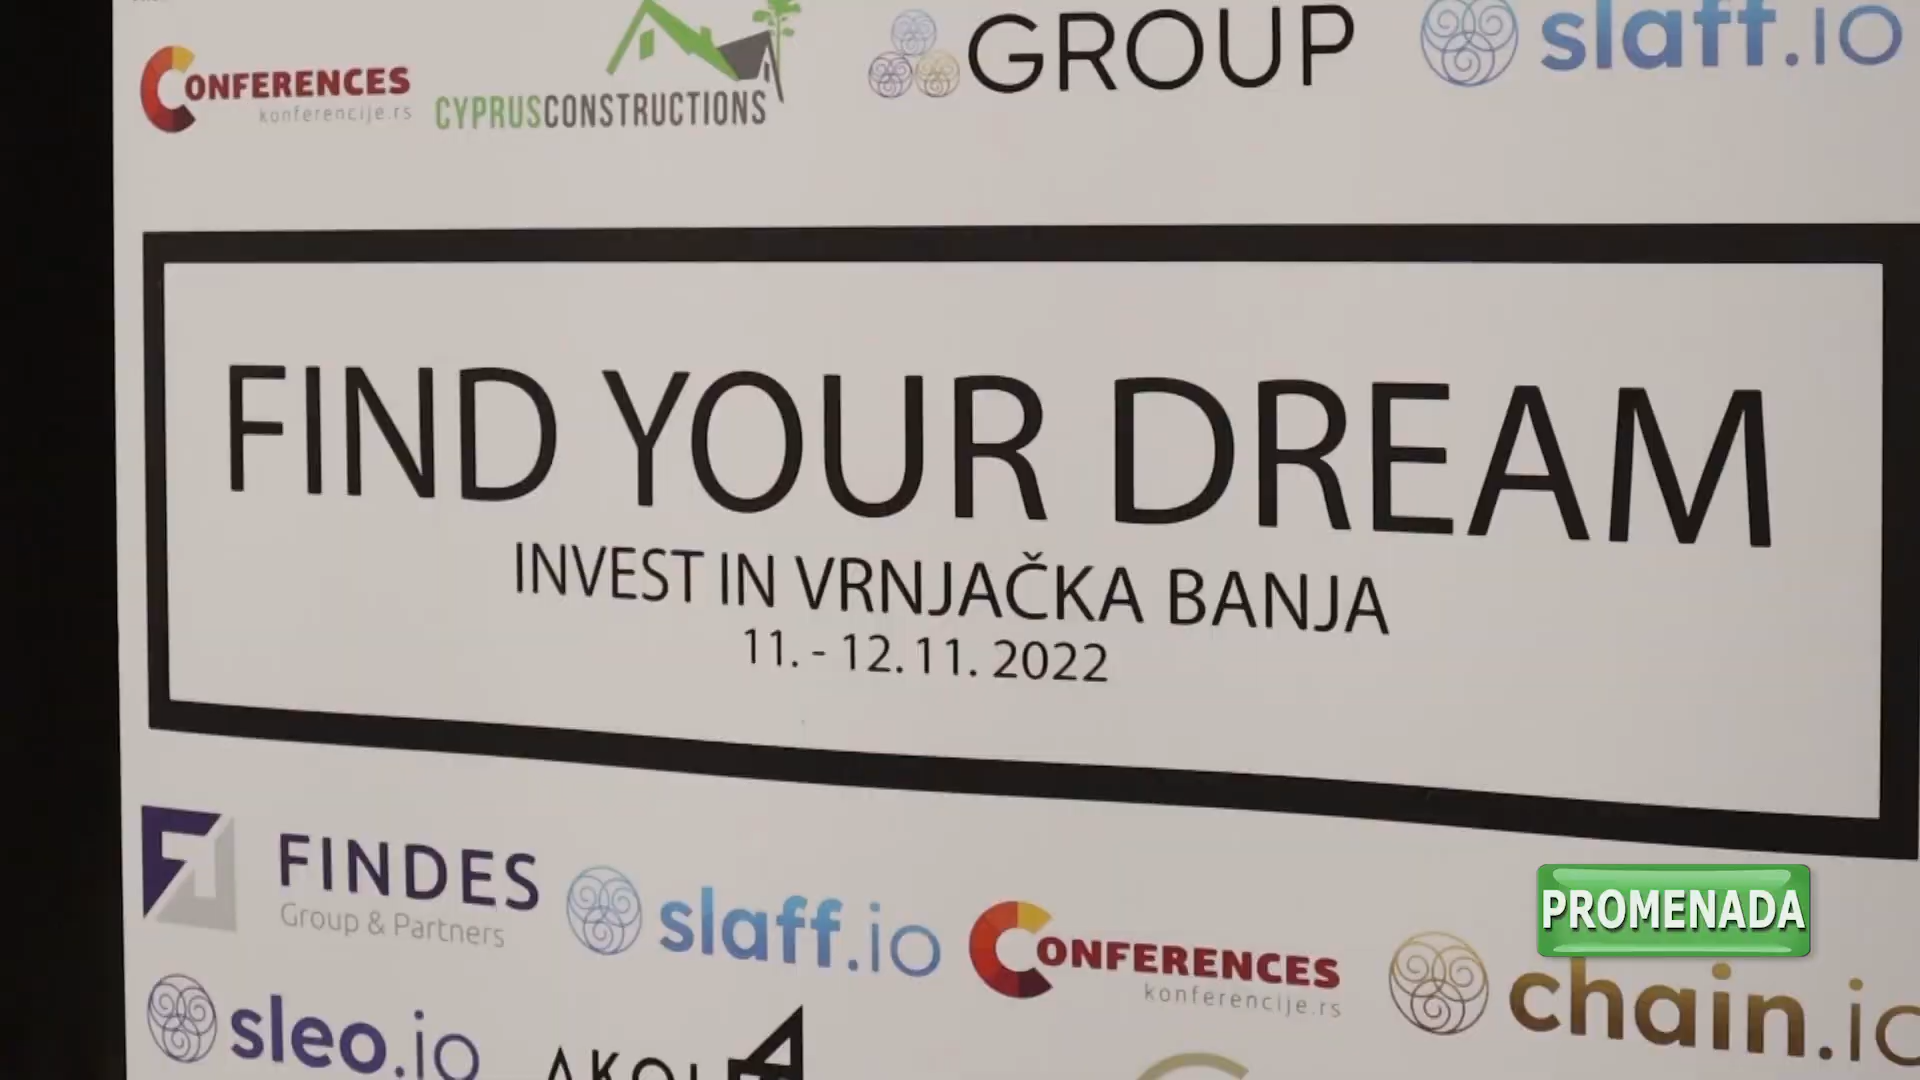 CONFERENCES
konferencije.rs
CYPRUSCONSTRUCTIONS
GROUP
slaff.io
FIND YOUR DREAM
INVEST IN VRNJAČKA BANJA
11. - 12. 11. 2022
FINDES
Group & Partners
slaff.io
CONFERENCES
konferencije.rs
PROMENADA
chain.io
sleo.io